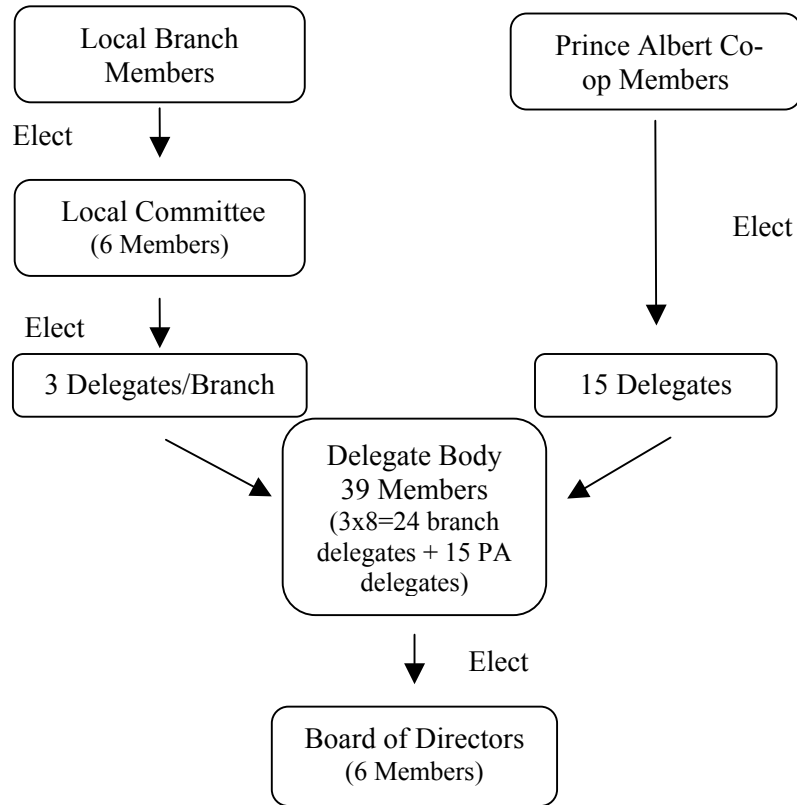 Local Branch
Members
Prince Albert Co-
op Members
Elect
Local Committee
(6 Members)
Elect
Elect
3 Delegates/Branch
15 Delegates
Delegate Body
39 Members
(3x8=24 branch
delegates + 15 PA
delegates)
Elect
Board of Directors
(6 Members)